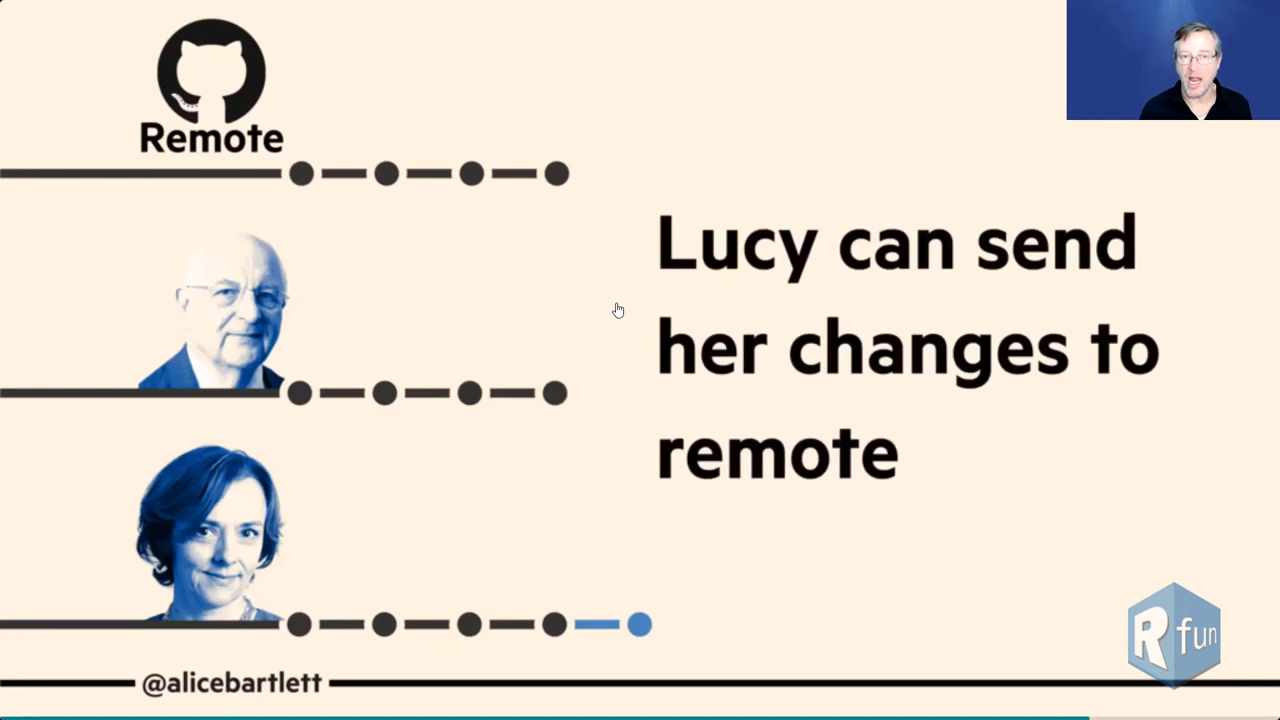 Remote
Lucy can send
her changes to
remote
R fun
@alicebartlett